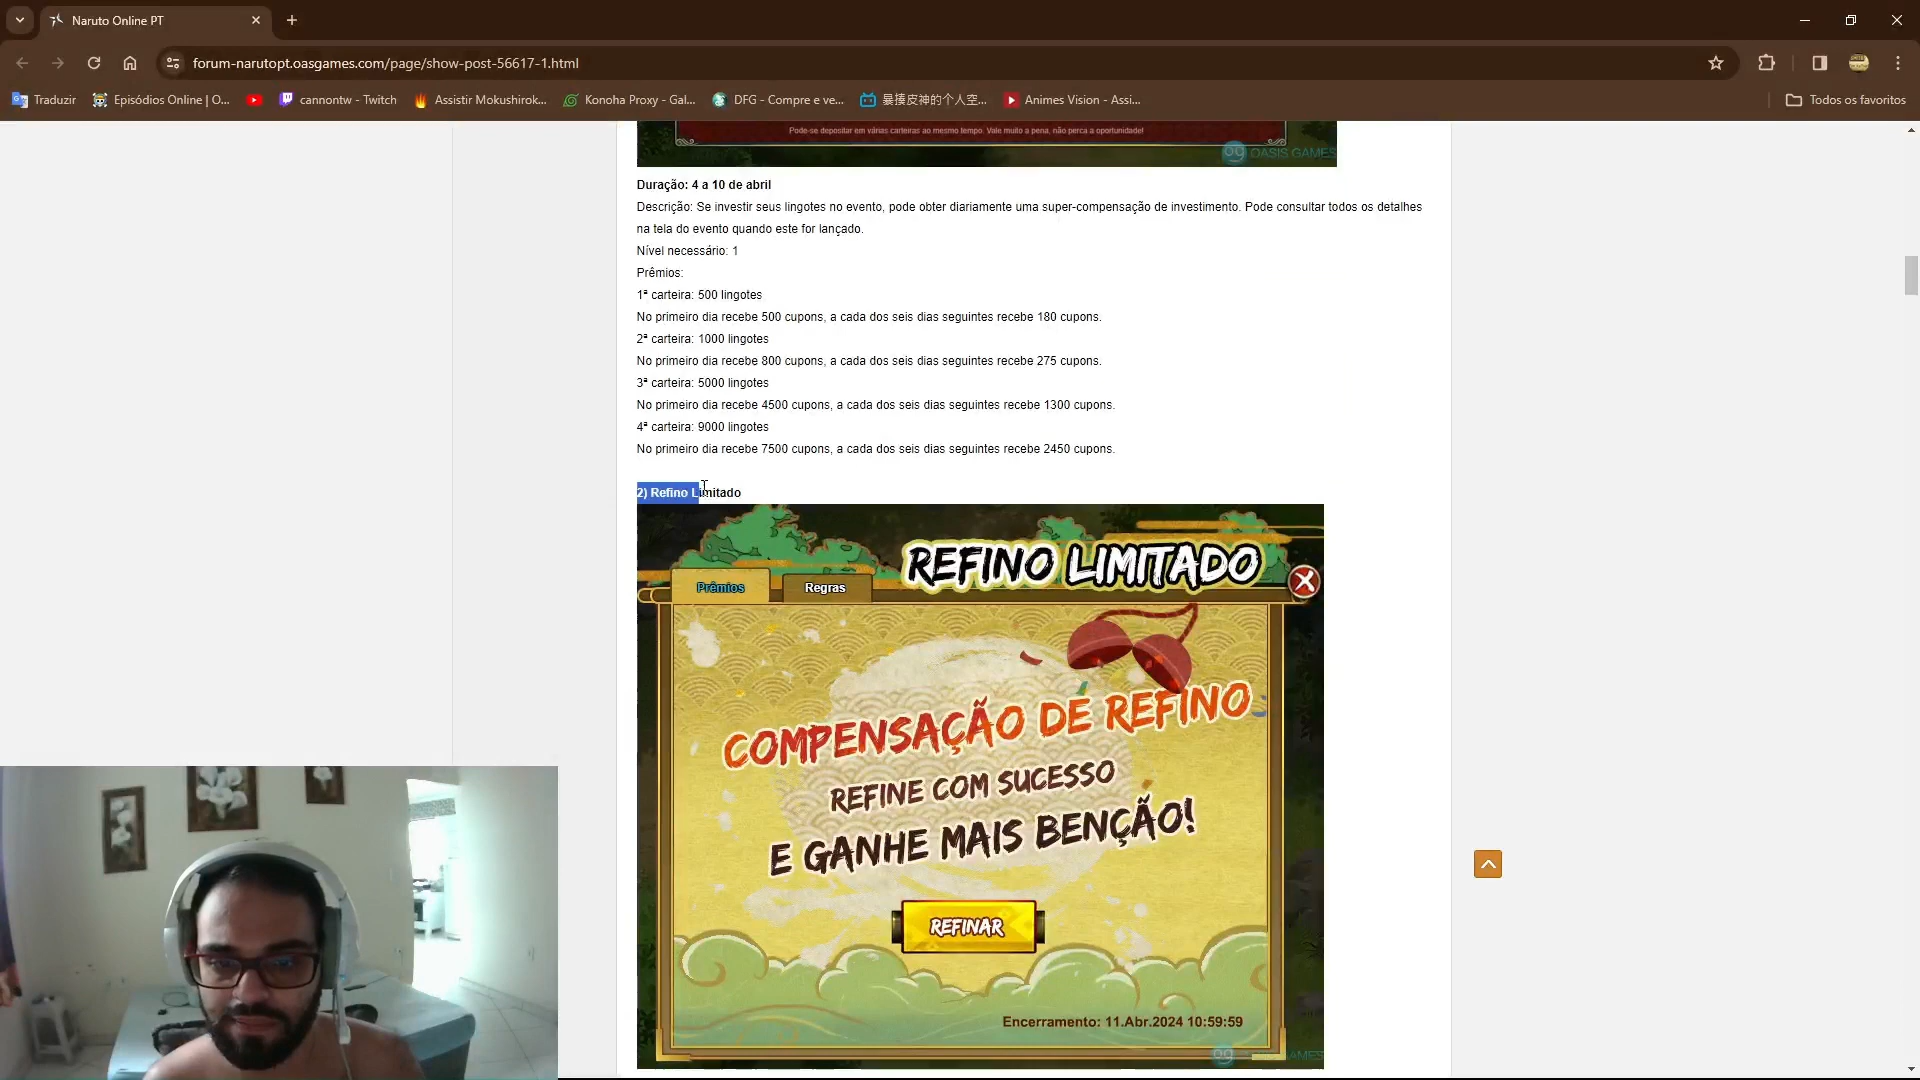 Naruto Online PT
forum-narutopt.oasgames.com/page/show-post-56617-1.html
Traduzir
Episódios Online | O...
cannontw - Twitch
Assistir Mokushirok...
Konoha Proxy - Gal...
DFG - Compre e ve...
Animes Vision - Assi...
Todos os favoritos
Pode-se depositar em várias carteiras ao mesmo tempo. Vale muito a pena, não perca a oportunidade!
OASIS GAMES
Duração: 4 a 10 de abril
Descrição: Se investir seus lingotes no evento, pode obter diariamente uma super-compensação de investimento. Pode consultar todos os detalhes
na tela do evento quando este for lançado.
Nível necessário: 1
Prêmios:
1ª carteira: 500 lingotes
No primeiro dia recebe 500 cupons, a cada dos seis dias seguintes recebe 180 cupons.
2ª carteira: 1000 lingotes
No primeiro dia recebe 800 cupons, a cada dos seis dias seguintes recebe 275 cupons.
3ª carteira: 5000 lingotes
No primeiro dia recebe 4500 cupons, a cada dos seis dias seguintes recebe 1300 cupons.
4ª carteira: 9000 lingotes
No primeiro dia recebe 7500 cupons, a cada dos seis dias seguintes recebe 2450 cupons.
2) Refino Limitado
REFINO LIMITADO
Prêmios
Regras
COMPENSAÇÃO DE REFINO
REFINE COM SUCESSO
E GANHE MAIS BENÇÃO!
REFINAR
Encerramento: 11.Abr.2024 10:59:59
OASIS GAMES